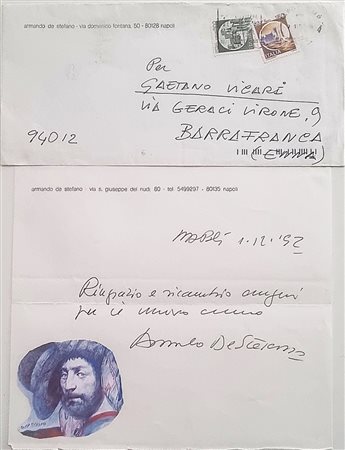 armando de stefano - via domenico fontana, 50 - 80128 napoli
Per
GAETANO VICARI
VIA GERACI VIRONE, 9
94012
BARRAFRANCA
(ENNA)
armando de stefano - via s. giuseppe dei nudi 80 - tel. 5499297 - 80135 napoli
Napoli 1.12.'92
Ringrazio e ricambio auguri
per il nuovo anno
Armando De Stefano